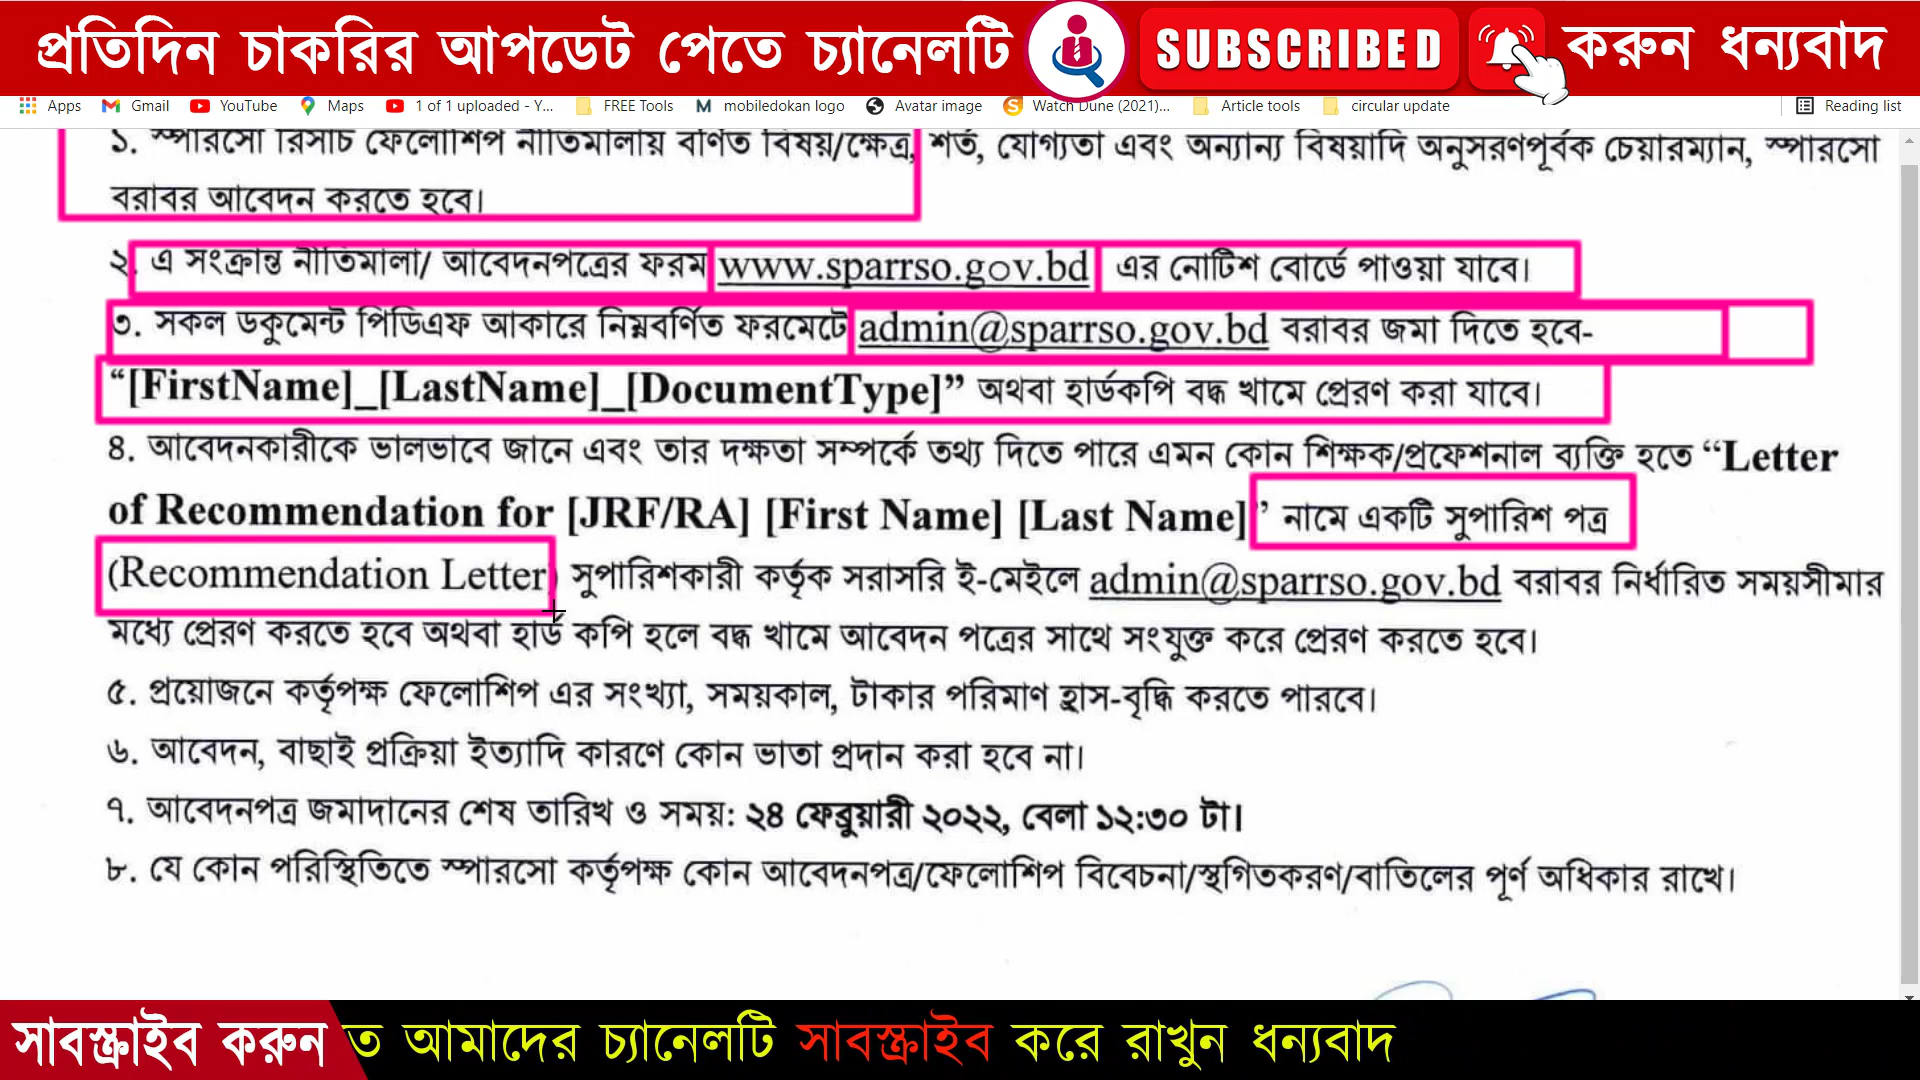 প্রতিদিন চাকরির আপডেট পেতে চ্যানেলটি SUBSCRIBED করুন ধন্যবাদ
Apps Gmail YouTube Maps 1 of 1 uploaded - Y... FREE Tools mobiledokan logo Avatar image Watch Dune (2021)... Article tools circular update Reading list
১. স্পারসো রিসার্চ ফেলোশিপ নীতিমালায় বর্ণিত বিষয়/ক্ষেত্র, শর্ত, যোগ্যতা এবং অন্যান্য বিষয়াদি অনুসরণপূর্বক চেয়ারম্যান, স্পারসো
বরাবর আবেদন করতে হবে।
২. এ সংক্রান্ত নীতিমালা/ আবেদনপত্রের ফরম www.sparrso.gov.bd এর নোটিশ বোর্ডে পাওয়া যাবে।
৩. সকল ডকুমেন্ট পিডিএফ আকারে নিম্নবর্ণিত ফরমেটে admin@sparrso.gov.bd বরাবর জমা দিতে হবে-
“[FirstName]_[LastName]_[DocumentType]” অথবা হার্ডকপি বদ্ধ খামে প্রেরণ করা যাবে।
৪. আবেদনকারীকে ভালভাবে জানে এবং তার দক্ষতা সম্পর্কে তথ্য দিতে পারে এমন কোন শিক্ষক/প্রফেশনাল ব্যক্তি হতে “Letter
of Recommendation for [JRF/RA] [First Name] [Last Name]” নামে একটি সুপারিশ পত্র
(Recommendation Letter) সুপারিশকারী কর্তৃক সরাসরি ই-মেইলে admin@sparrso.gov.bd বরাবর নির্ধারিত সময়সীমার
মধ্যে প্রেরণ করতে হবে অথবা হার্ড কপি হলে বদ্ধ খামে আবেদন পত্রের সাথে সংযুক্ত করে প্রেরণ করতে হবে।
৫. প্রয়োজনে কর্তৃপক্ষ ফেলোশিপ এর সংখ্যা, সময়কাল, টাকার পরিমাণ হ্রাস-বৃদ্ধি করতে পারবে।
৬. আবেদন, বাছাই প্রক্রিয়া ইত্যাদি কারণে কোন ভাতা প্রদান করা হবে না।
৭. আবেদনপত্র জমাদানের শেষ তারিখ ও সময়: ২৪ ফেব্রুয়ারী ২০২২, বেলা ১২:৩০ টা।
৮. যে কোন পরিস্থিতিতে স্পারসো কর্তৃপক্ষ কোন আবেদনপত্র/ফেলোশিপ বিবেচনা/স্থগিতকরণ/বাতিলের পূর্ণ অধিকার রাখে।
সাবস্ক্রাইব করুন ত আমাদের চ্যানেলটি সাবস্ক্রাইব করে রাখুন ধন্যবাদ